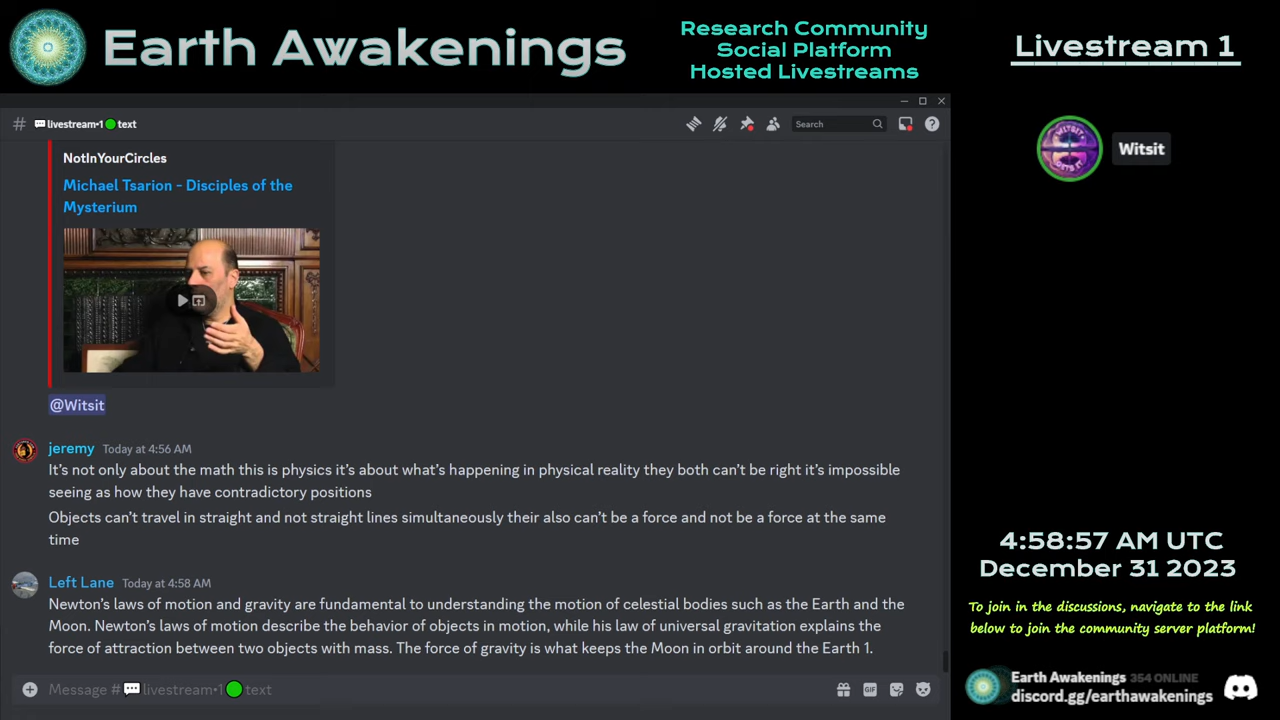 Earth Awakenings
Research Community
Social Platform
Hosted Livestreams
Livestream 1
# 💬livestream•1🟢text
Search
NotInYourCircles
Michael Tsarion - Disciples of the
Mysterium
@Witsit
jeremy Today at 4:56 AM
It's not only about the math this is physics it's about what's happening in physical reality they both can't be right it's impossible
seeing as how they have contradictory positions
Objects can't travel in straight and not straight lines simultaneously their also can't be a force and not be a force at the same
time
Left Lane Today at 4:58 AM
Newton's laws of motion and gravity are fundamental to understanding the motion of celestial bodies such as the Earth and the
Moon. Newton's laws of motion describe the behavior of objects in motion, while his law of universal gravitation explains the
force of attraction between two objects with mass. The force of gravity is what keeps the Moon in orbit around the Earth 1.
Message #💬livestream•1🟢text
GIF
Witsit
4:58:57 AM UTC
December 31 2023
To join in the discussions, navigate to the link
below to join the community server platform!
Earth Awakenings 354 ONLINE
discord.gg/earthawakenings